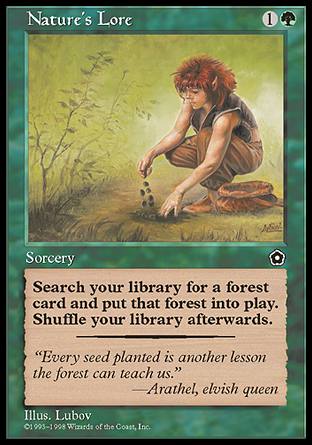 Nature's Lore 1
Sorcery
Search your library for a forest
card and put that forest into play.
Shuffle your library afterwards.
"Every seed planted is another lesson
the forest can teach us."
—Arathel, elvish queen
Illus. Lubov
©1993-1998 Wizards of the Coast, Inc.